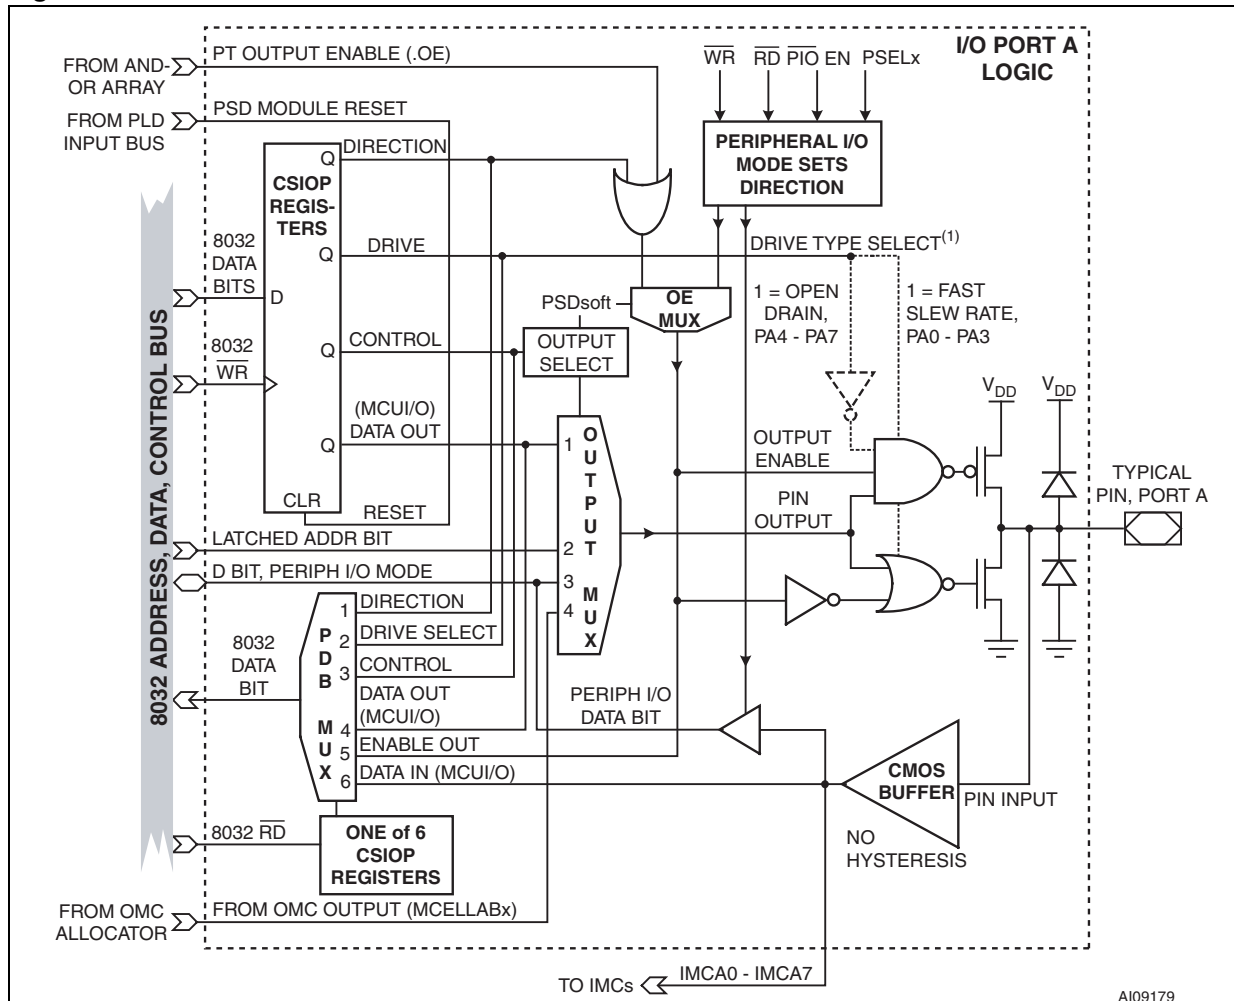 I/O PORT A
LOGIC
FROM AND-
OR ARRAY
PT OUTPUT ENABLE (.OE)
FROM PLD
INPUT BUS
PSD MODULE RESET
WR
RD
PIO EN
PSELx
PERIPHERAL I/O
MODE SETS
DIRECTION
8032 ADDRESS, DATA, CONTROL BUS
CSIOP
REGIS-
TERS
Q
DIRECTION
Q
DRIVE
DRIVE TYPE SELECT(1)
8032
DATA
BITS
D
8032
WR
Q
CONTROL
(MCUI/O)
DATA OUT
Q
CLR
RESET
PSDsoft
OE
MUX
OUTPUT
SELECT
1 = OPEN
DRAIN,
PA4 - PA7
1 = FAST
SLEW RATE,
PA0 - PA3
VDD
VDD
OUTPUT
ENABLE
PIN
OUTPUT
TYPICAL
PIN, PORT A
OUTPUT MUX
1
2
3
4
LATCHED ADDR BIT
D BIT, PERIPH I/O MODE
PDB MUX
1
DIRECTION
2
DRIVE SELECT
3
CONTROL
DATA OUT
(MCUI/O)
4
5
ENABLE OUT
6
DATA IN (MCUI/O)
8032
DATA
BIT
PERIPH I/O
DATA BIT
CMOS
BUFFER
PIN INPUT
NO
HYSTERESIS
8032 RD
ONE of 6
CSIOP
REGISTERS
FROM OMC
ALLOCATOR
FROM OMC OUTPUT (MCELLABx)
TO IMCs
IMCA0 - IMCA7
AI09179